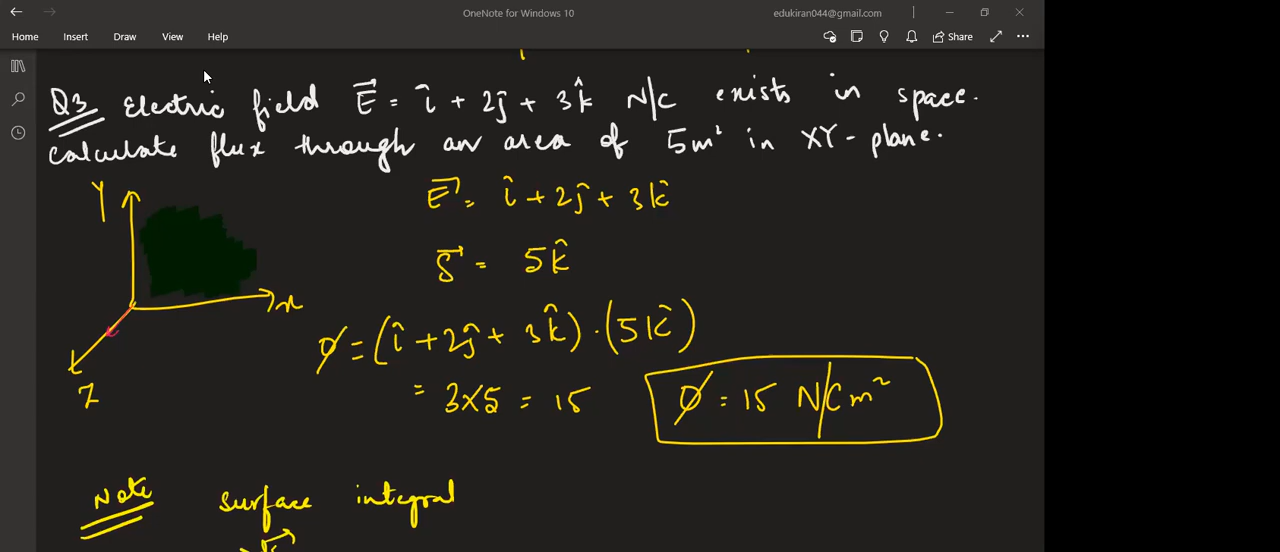 OneNote for Windows 10
edukiran044@gmail.com
Home Insert Draw View Help
Share
Q3 Electric field E⃗ = î + 2ĵ + 3k̂ N/C exists in space.
Calculate flux through an area of 5m² in XY-plane.
Y
E⃗ = î + 2ĵ + 3k̂
S⃗ = 5k̂
x
ϕ = (î + 2ĵ + 3k̂) · (5k̂)
Z
= 3×5 = 15
ϕ = 15 N/C m²
Note surface integral